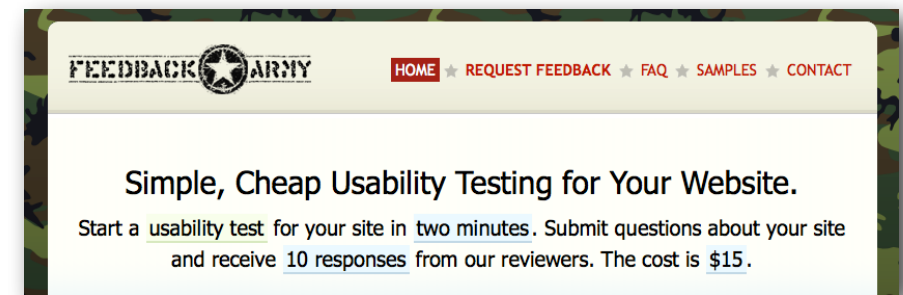 FEEDBACK ARMY
HOME REQUEST FEEDBACK FAQ SAMPLES CONTACT
Simple, Cheap Usability Testing for Your Website.
Start a usability test for your site in two minutes. Submit questions about your site
and receive 10 responses from our reviewers. The cost is $15.